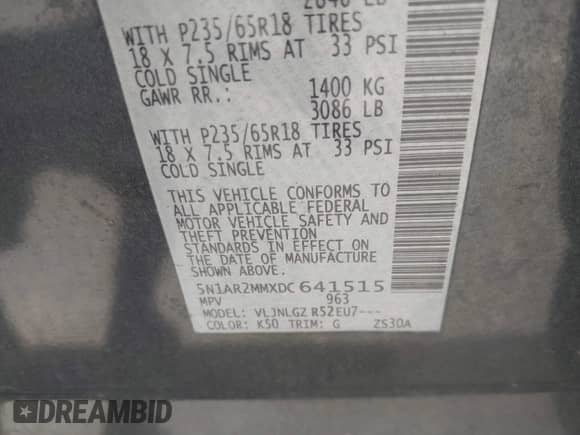 2840 LB
WITH P235/65R18 TIRES
18 X 7.5 RIMS AT 33 PSI
COLD SINGLE
GAWR RR.: 1400 KG
3086 LB
WITH P235/65R18 TIRES
18 X 7.5 RIMS AT 33 PSI
COLD SINGLE
THIS VEHICLE CONFORMS TO
ALL APPLICABLE FEDERAL
MOTOR VEHICLE SAFETY AND
THEFT PREVENTION
STANDARDS IN EFFECT ON
THE DATE OF MANUFACTURE
SHOWN ABOVE.
5N1AR2MMXDC641515
MPV 963
MODEL: VLJNLGZ R52EU7---
COLOR: K50 TRIM: G ZS30A
DREAMBID